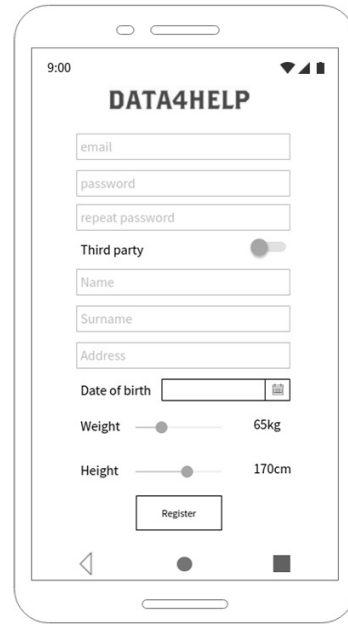 9:00
DATA4HELP
email
password
repeat password
Third party
Name
Surname
Address
Date of birth
Weight 65kg
Height 170cm
Register